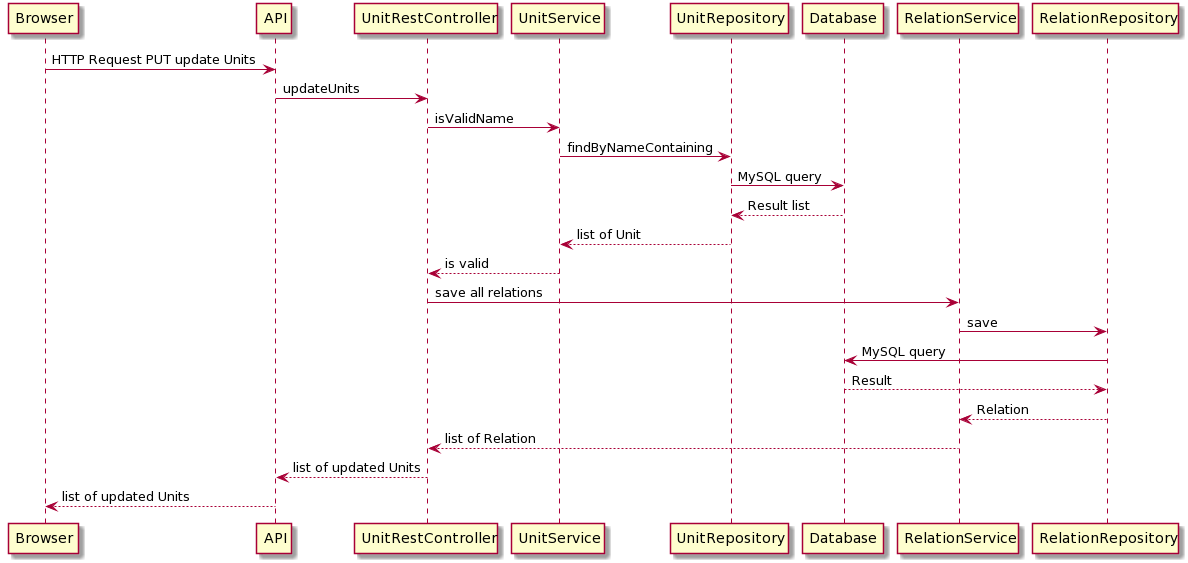 Browser API UnitRestController UnitService UnitRepository Database RelationService RelationRepository
HTTP Request PUT update Units
updateUnits
isValidName
findByNameContaining
MySQL query
Result list
list of Unit
is valid
save all relations
save
MySQL query
Result
Relation
list of Relation
list of updated Units
list of updated Units
Browser API UnitRestController UnitService UnitRepository Database RelationService RelationRepository